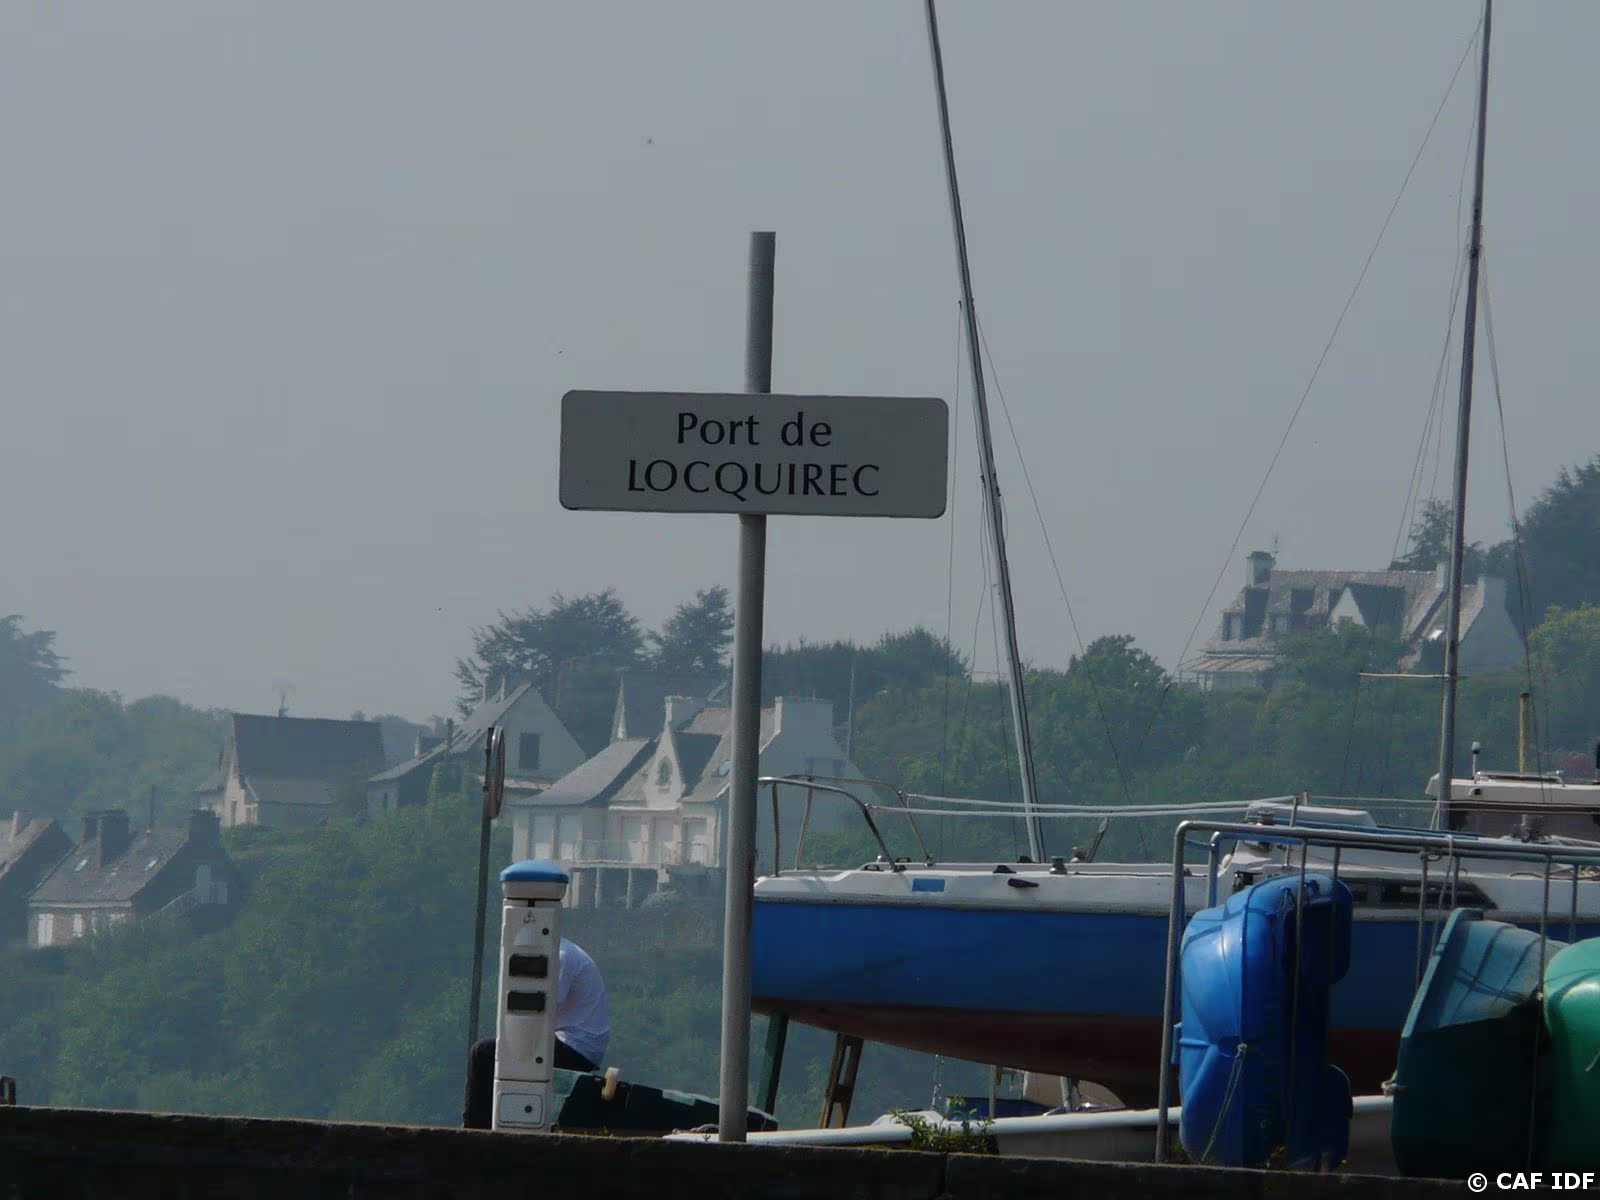 Port de
LOCQUIREC
© CAF IDF